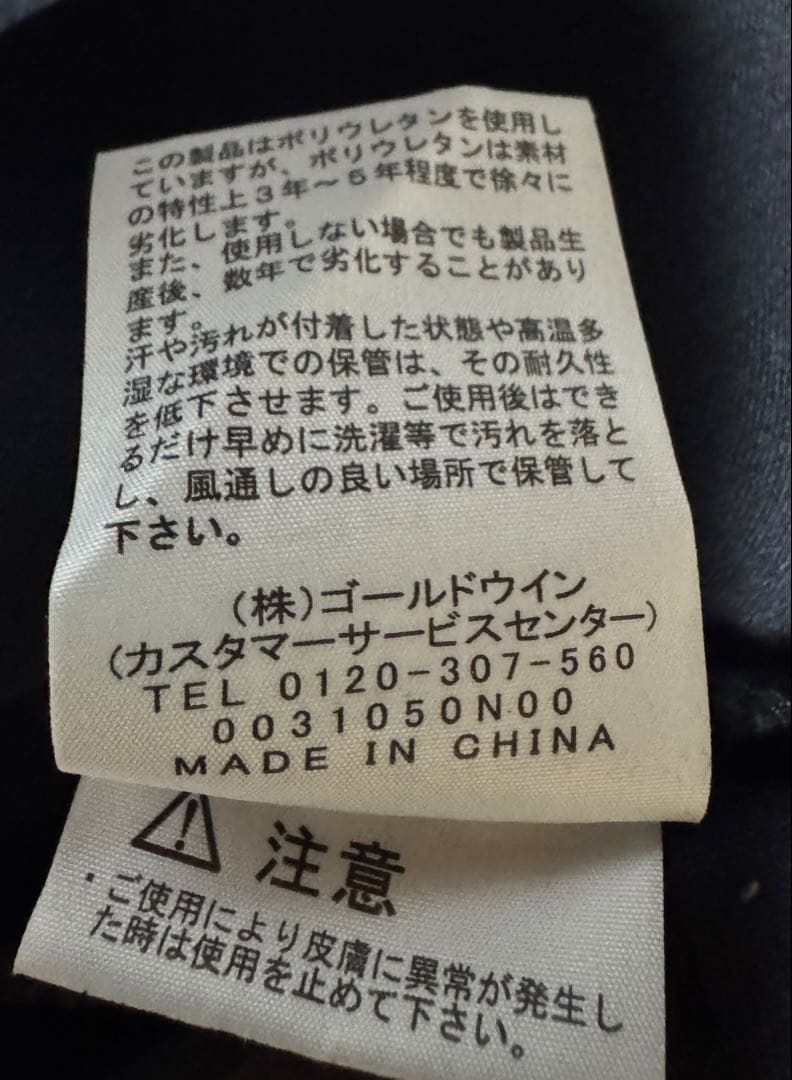 この製品はポリウレタンを使用し
ていますが、ポリウレタンは素材
の特性上3年～5年程度で徐々に
劣化します。
また、使用しない場合でも製品生
産後、数年で劣化することがあり
ます。
汗や汚れが付着した状態や高温多
湿な環境での保管は、その耐久性
を低下させます。ご使用後はでき
るだけ早めに洗濯等で汚れを落と
し、風通しの良い場所で保管して
下さい。
(株)ゴールドウイン
(カスタマーサービスセンター)
TEL 0120-307-560
0031050N00
MADE IN CHINA
注意
・ご使用により皮膚に異常が発生し
た時は使用を止めて下さい。